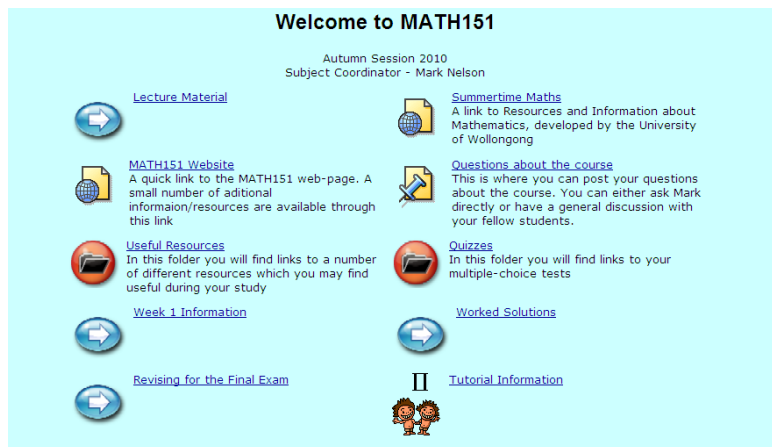 Welcome to MATH151
Autumn Session 2010
Subject Coordinator - Mark Nelson
Lecture Material
Summertime Maths
A link to Resources and Information about
Mathematics, developed by the University
of Wollongong
MATH151 Website
A quick link to the MATH151 web-page. A
small number of aditional
informaion/resources are available through
this link
Questions about the course
This is where you can post your questions
about the course. You can either ask Mark
directly or have a general discussion with
your fellow students.
Useful Resources
In this folder you will find links to a number
of different resources which you may find
useful during your study
Quizzes
In this folder you will find links to your
multiple-choice tests
Week 1 Information
Worked Solutions
Revising for the Final Exam
Π
Tutorial Information